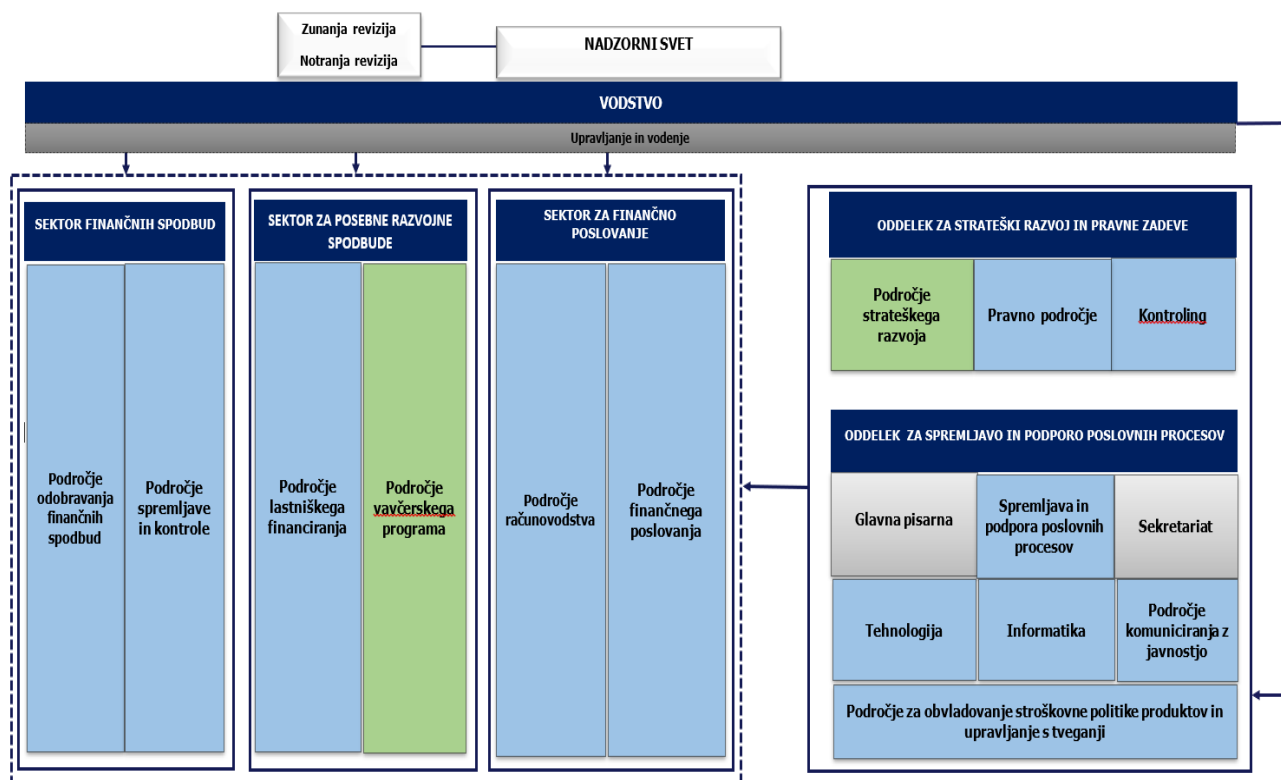 Zunanja revizija
Notranja revizija
NADZORNI SVET
VODSTVO
Upravljanje in vodenje
SEKTOR FINANČNIH SPODBUD
Področje
odobravanja
finančnih
spodbud
Področje
spremljave
in kontrole
SEKTOR ZA POSEBNE RAZVOJNE
SPODBUDE
Področje
lastniškega
financiranja
Področje
vavčerskega
programa
SEKTOR ZA FINANČNO
POSLOVANJE
Področje
računovodstva
Področje
finančnega
poslovanja
ODDELEK ZA STRATEŠKI RAZVOJ IN PRAVNE ZADEVE
Področje
strateškega
razvoja
Pravno področje
Kontroling
ODDELEK ZA SPREMLJAVO IN PODPORO POSLOVNIH PROCESOV
Glavna pisarna
Spremljava in
podpora poslovnih
procesov
Sekretariat
Tehnologija
Informatika
Področje
komuniciranja z
javnostjo
Področje za obvladovanje stroškovne politike produktov in
upravljanje s tveganji